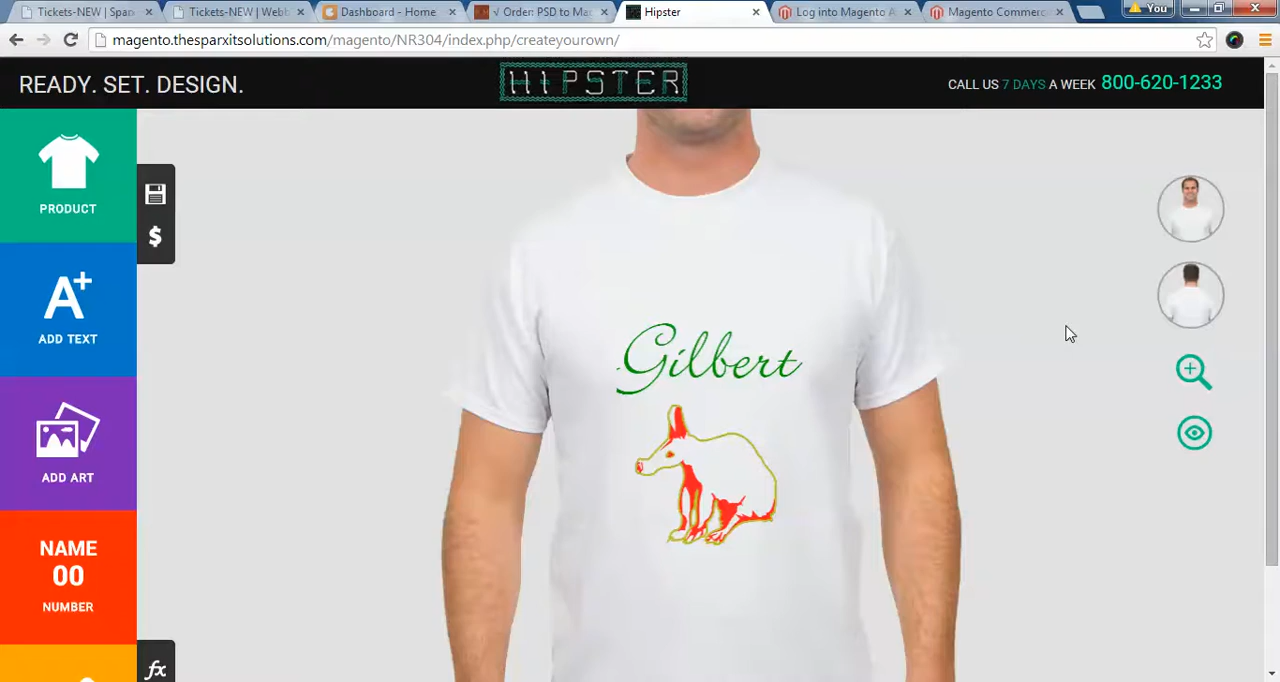 Tickets-NEW | Spar
Tickets-NEW | Webb
Dashboard - Home
√ Order: PSD to Ma
Hipster
Log into Magento A
Magento Commerc
You
magento.thesparxitsolutions.com/magento/NR304/index.php/createyourown/
READY. SET. DESIGN.
HIPSTER
CALL US 7 DAYS A WEEK 800-620-1233
PRODUCT
$
A+
ADD TEXT
ADD ART
NAME
00
NUMBER
fx
Gilbert